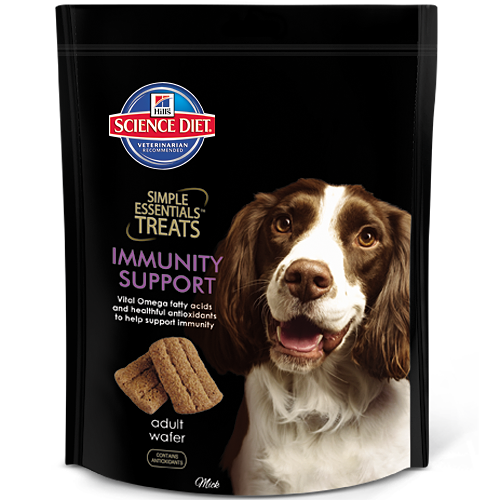 Hill's
SCIENCE DIET.
VETERINARIAN
RECOMMENDED
SIMPLE
ESSENTIALS™
TREATS
IMMUNITY
SUPPORT
Vital Omega fatty acids
and healthful antioxidants
to help support immunity
adult
wafer
CONTAINS
ANTIOXIDANTS
Mick